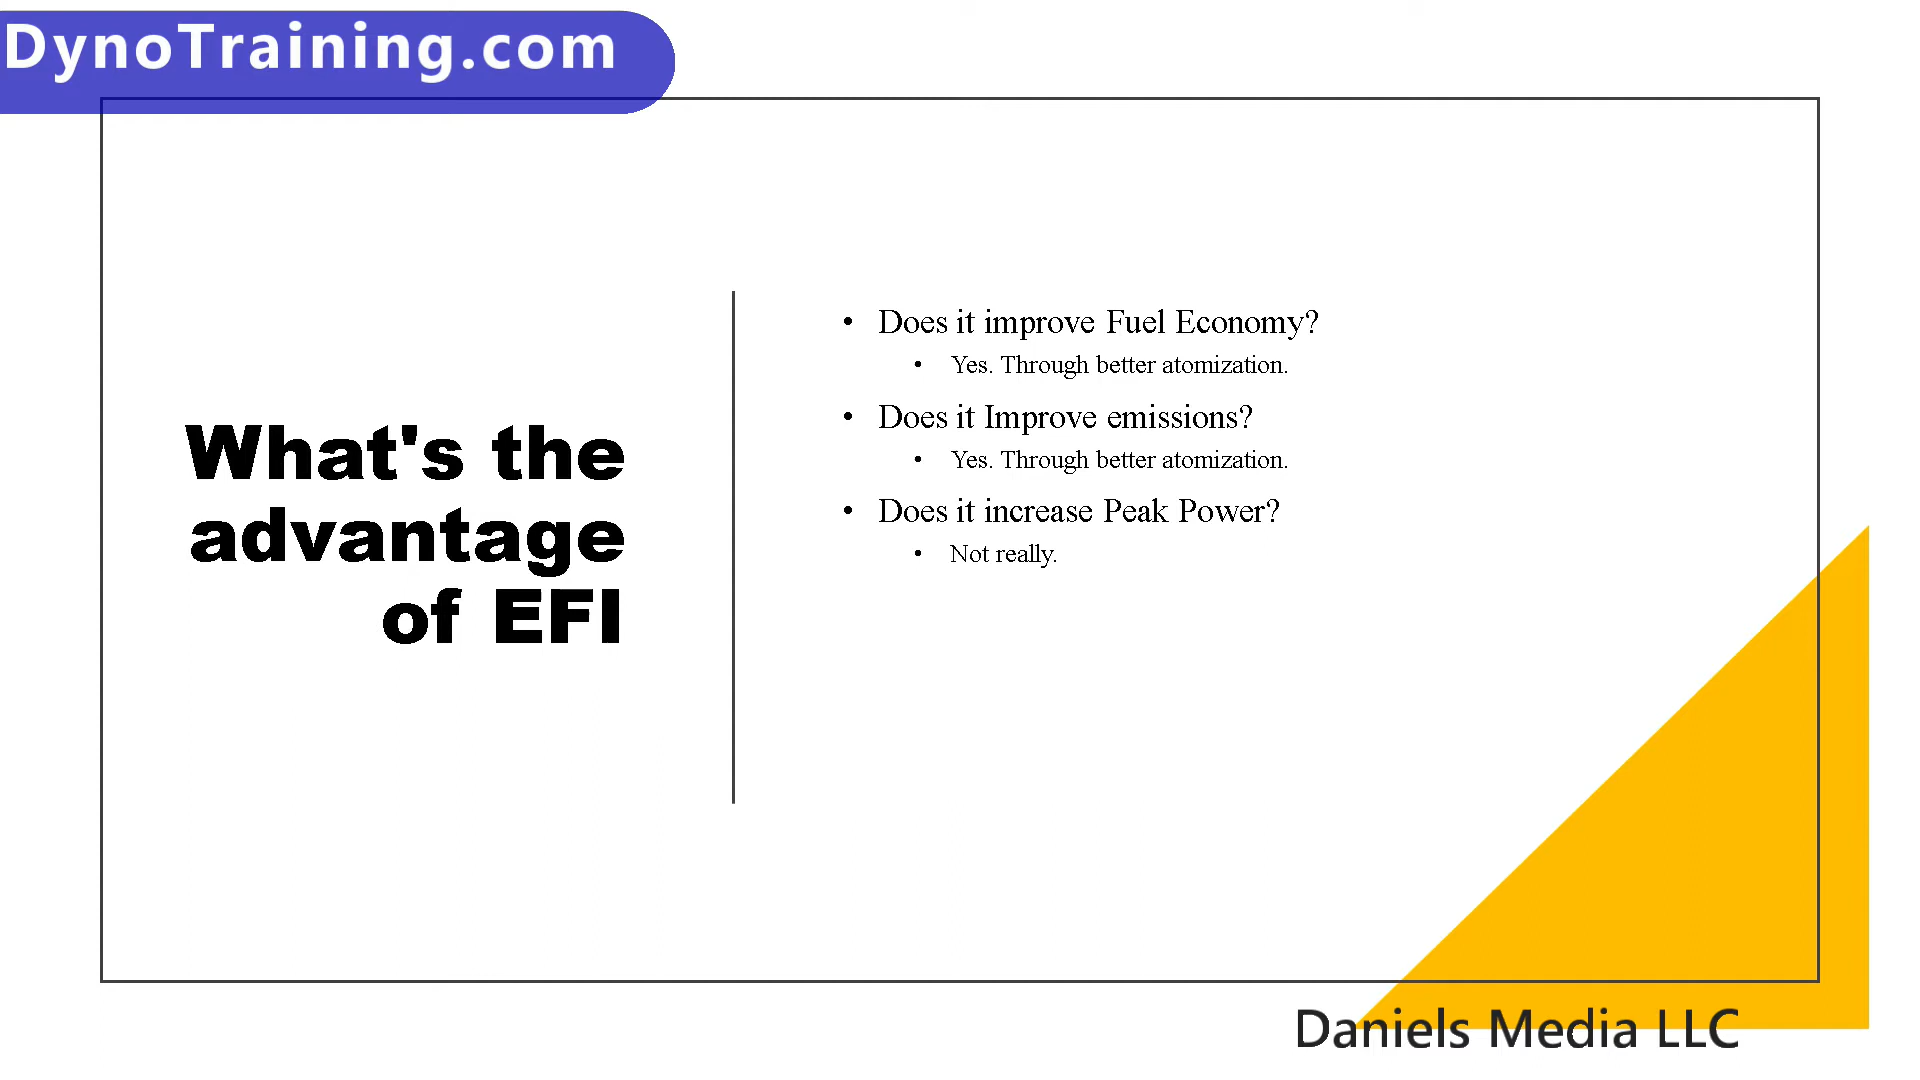 DynoTraining.com
What's the
advantage
of EFI
• Does it improve Fuel Economy?
• Yes. Through better atomization.
• Does it Improve emissions?
• Yes. Through better atomization.
• Does it increase Peak Power?
• Not really.
Daniels Media LLC